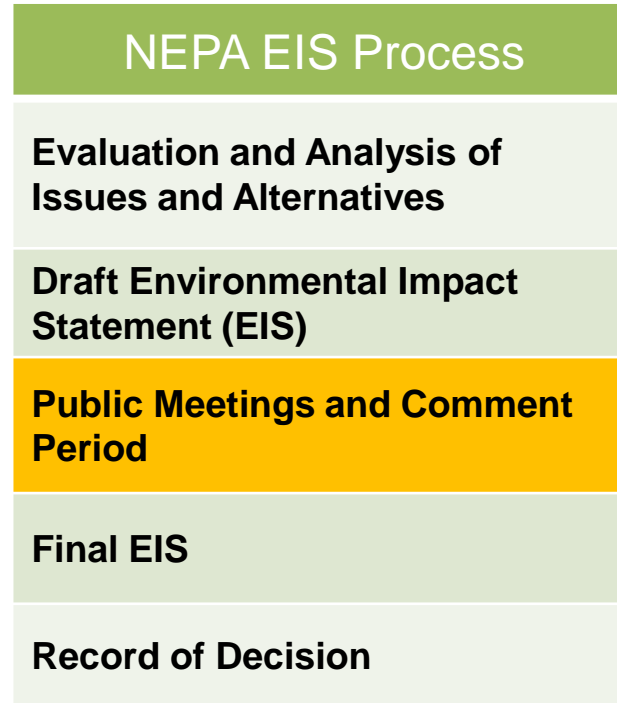 NEPA EIS Process
Evaluation and Analysis of
Issues and Alternatives
Draft Environmental Impact
Statement (EIS)
Public Meetings and Comment
Period
Final EIS
Record of Decision